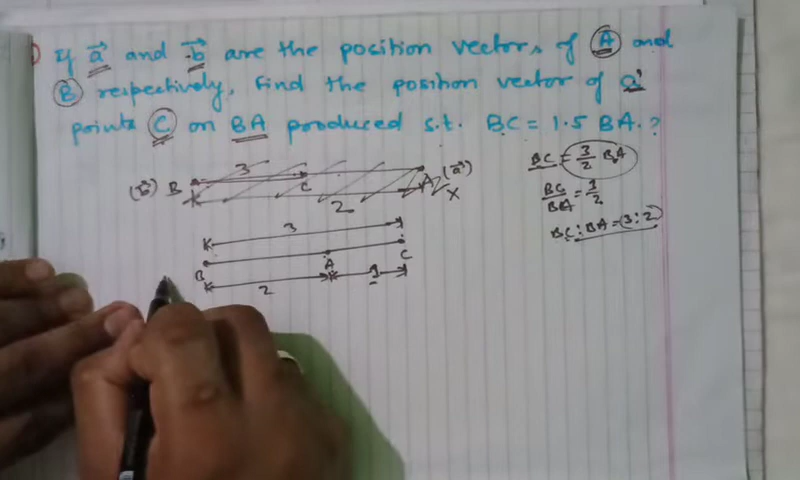 If a⃗ and b⃗ are the position vectors of A and
B respectively, find the position vector of a
points C on BA produced s.t. BC = 1.5 BA.?
BC = 3/2 BA
BC/BA = 3/2
BC : BA = (3:2)
3
(b⃗) B C A (a⃗)
2 X
3
B A C
2 1